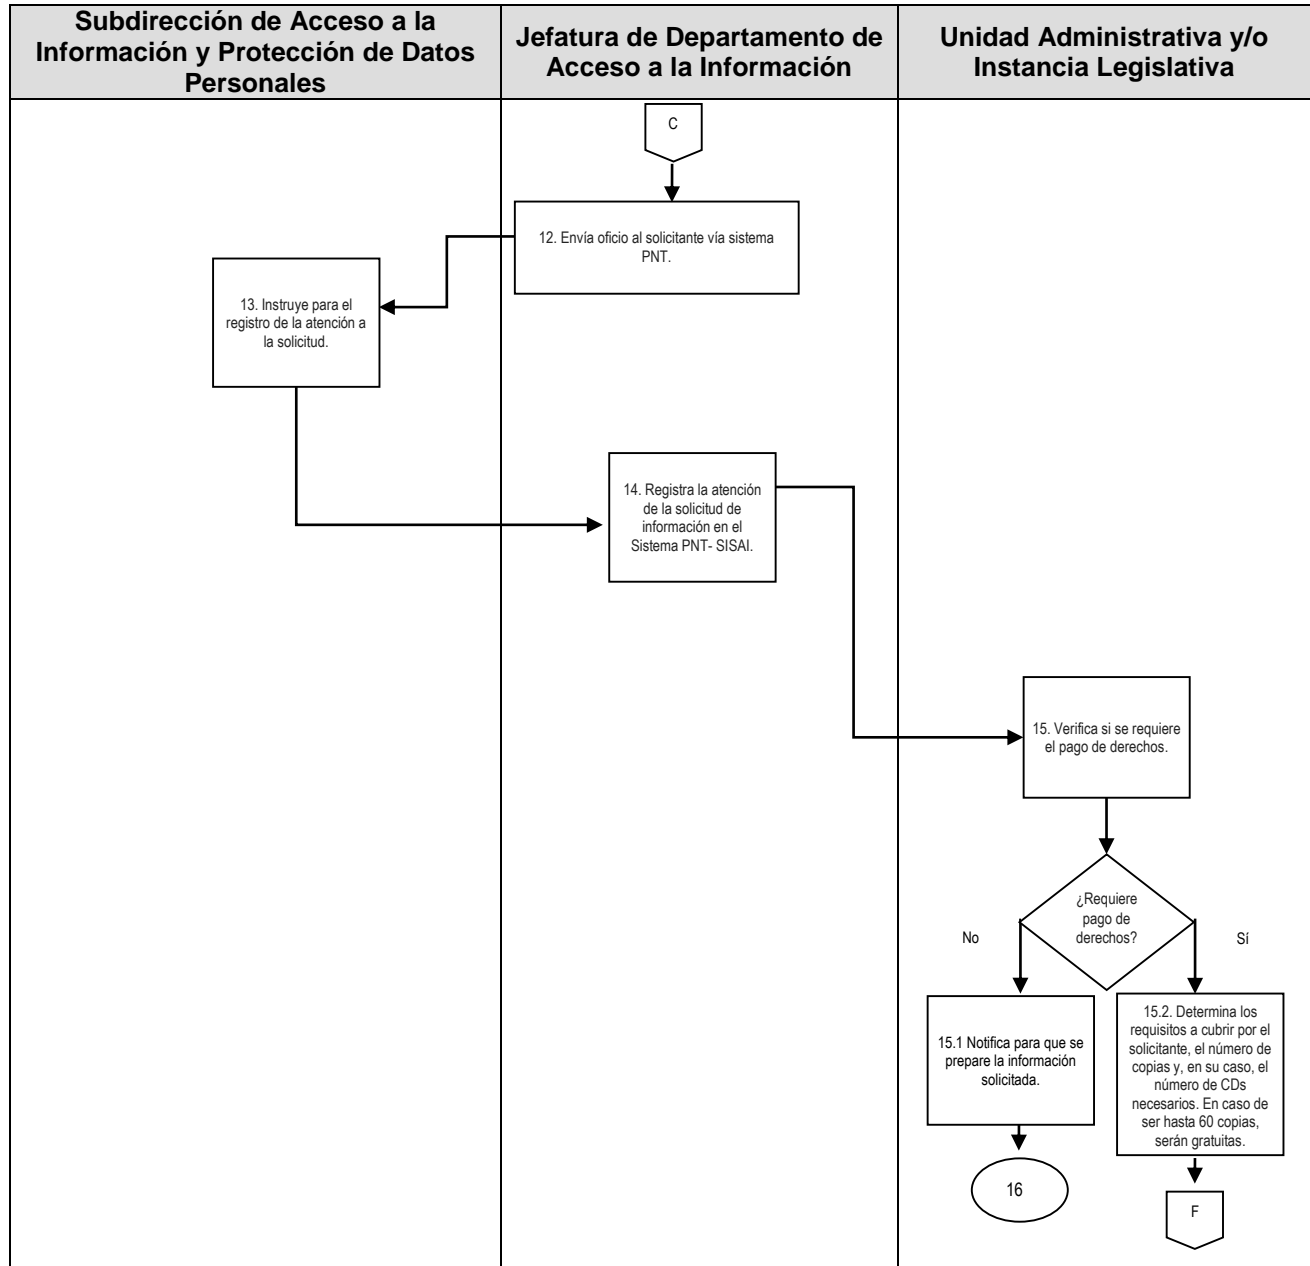 Subdirección de Acceso a la
Información y Protección de Datos
Personales
Jefatura de Departamento de
Acceso a la Información
Unidad Administrativa y/o
Instancia Legislativa
C
12. Envía oficio al solicitante vía sistema
PNT.
13. Instruye para el
registro de la atención a
la solicitud.
14. Registra la atención
de la solicitud de
información en el
Sistema PNT- SISAI.
15. Verifica si se requiere
el pago de derechos.
¿Requiere
pago de
derechos?
No
Sí
15.1 Notifica para que se
prepare la información
solicitada.
15.2. Determina los
requisitos a cubrir por el
solicitante, el número de
copias y, en su caso, el
número de CDs
necesarios. En caso de
ser hasta 60 copias,
serán gratuitas.
16
F